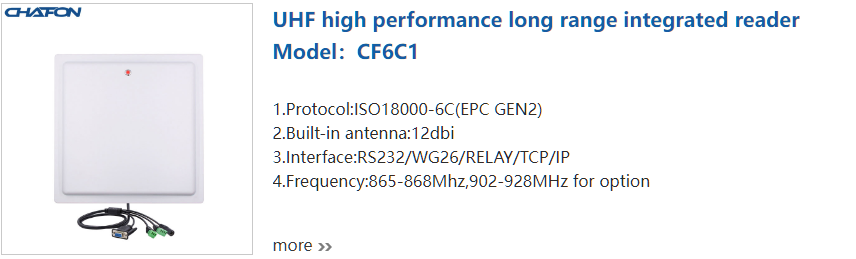 CHAFON
UHF high performance long range integrated reader
Model：CF6C1
1.Protocol:ISO18000-6C(EPC GEN2)
2.Built-in antenna:12dbi
3.Interface:RS232/WG26/RELAY/TCP/IP
4.Frequency:865-868Mhz,902-928MHz for option
more >>